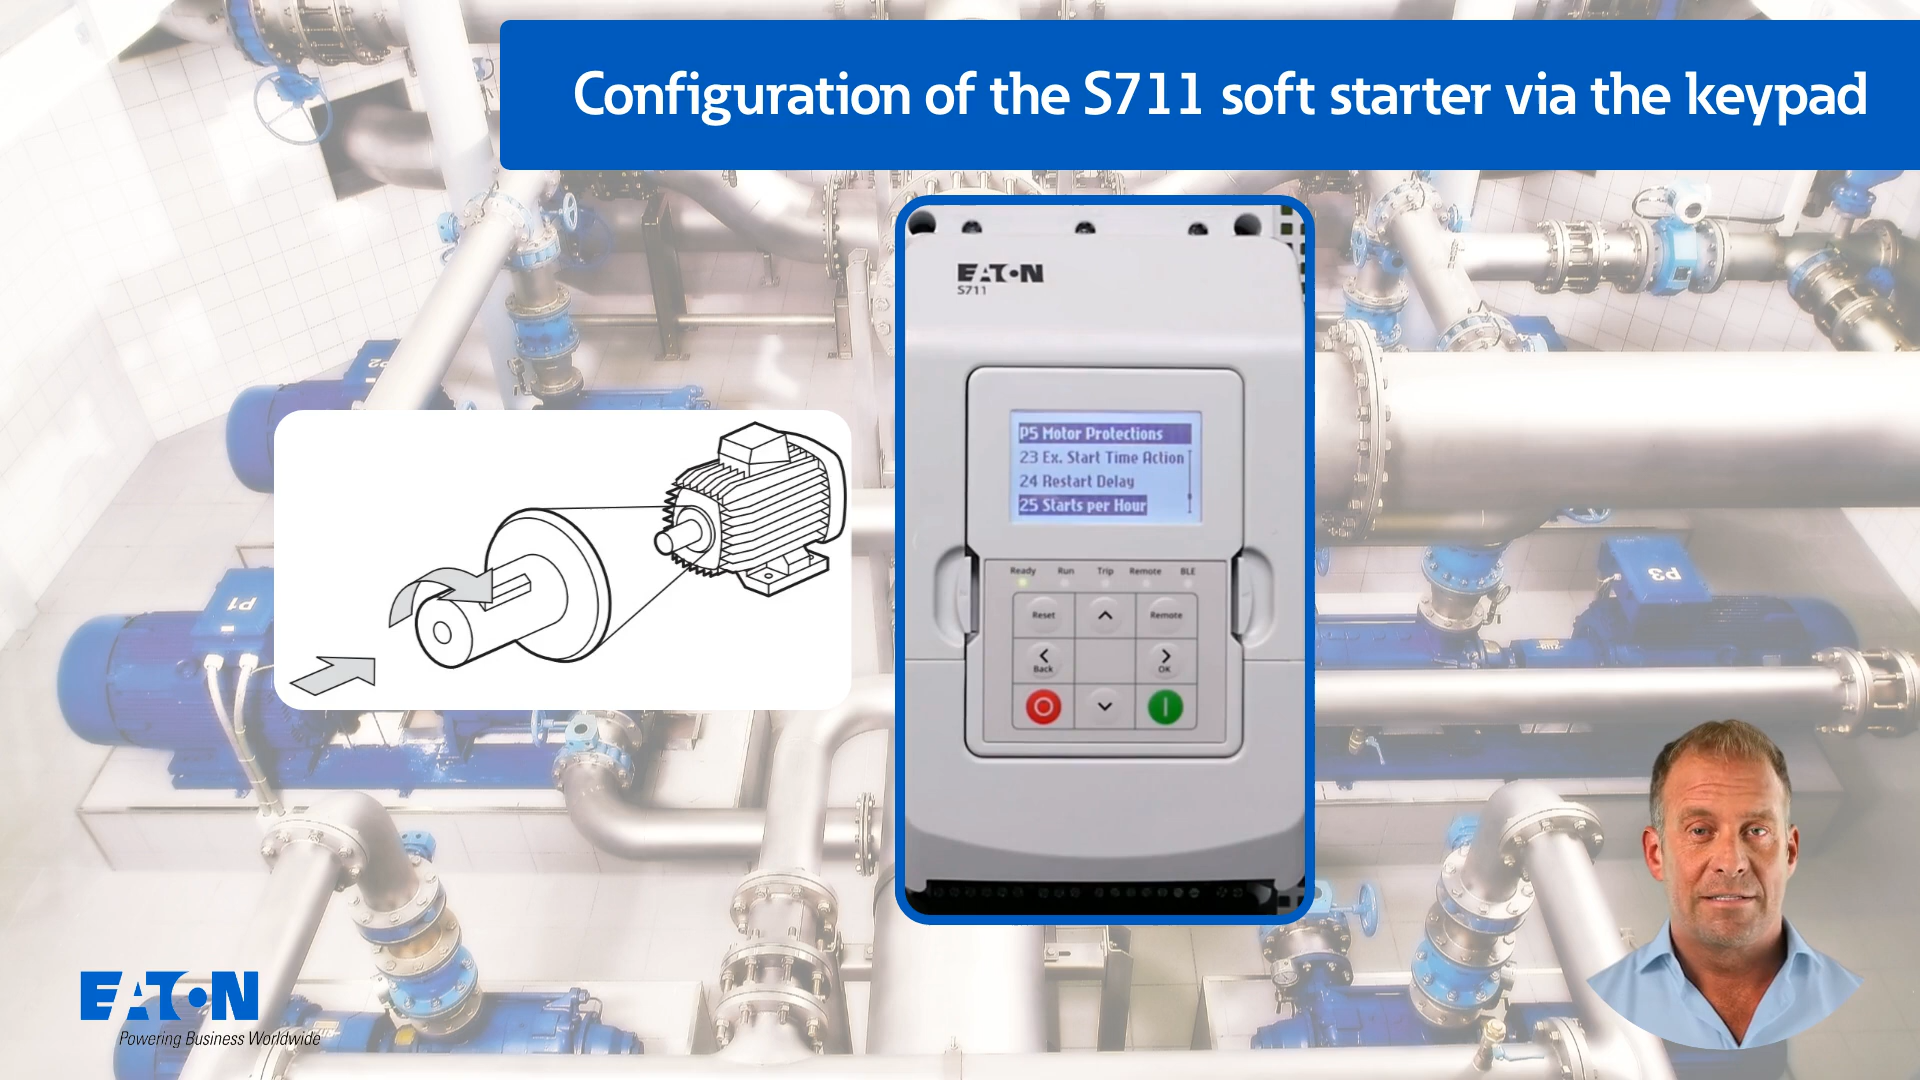 Configuration of the S711 soft starter via the keypad
EATON
S711
P5 Motor Protections
23 Ex. Start Time Action
24 Restart Delay
25 Starts per Hour
Ready Run Trip Remote BLE
Reset Remote
Back OK
P2
P1
P3
EATON
Powering Business Worldwide